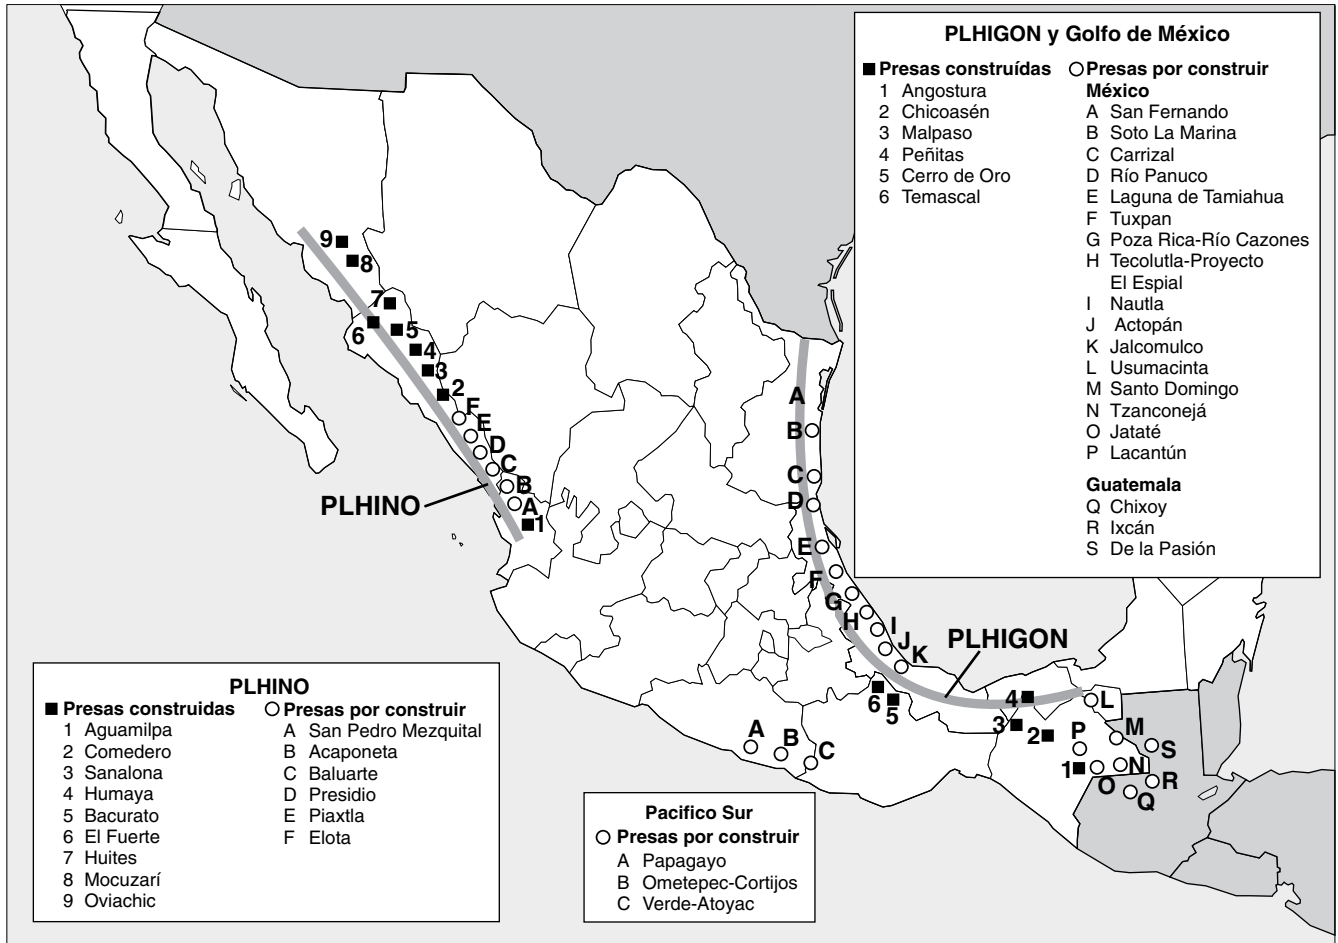 PLHIGON y Golfo de México
Presas construídas
1 Angostura
2 Chicoasén
3 Malpaso
4 Peñitas
5 Cerro de Oro
6 Temascal
Presas por construir
México
A San Fernando
B Soto La Marina
C Carrizal
D Río Panuco
E Laguna de Tamiahua
F Tuxpan
G Poza Rica-Río Cazones
H Tecolutla-Proyecto
El Espial
I Nautla
J Actopán
K Jalcomulco
L Usumacinta
M Santo Domingo
N Tzanconejá
O Jataté
P Lacantún
Guatemala
Q Chixoy
R Ixcán
S De la Pasión
9
8
7
6
5
4
3
2
F
E
D
C
B
A
1
PLHINO
A
B
C
D
E
F
G
H
I
J
K
PLHIGON
6
5
4
3
2
1
L
M
P
S
N
O
R
Q
A
B
C
PLHINO
Presas construidas
1 Aguamilpa
2 Comedero
3 Sanalona
4 Humaya
5 Bacurato
6 El Fuerte
7 Huites
8 Mocuzarí
9 Oviachic
Presas por construir
A San Pedro Mezquital
B Acaponeta
C Baluarte
D Presidio
E Piaxtla
F Elota
Pacifico Sur
Presas por construir
A Papagayo
B Ometepec-Cortijos
C Verde-Atoyac